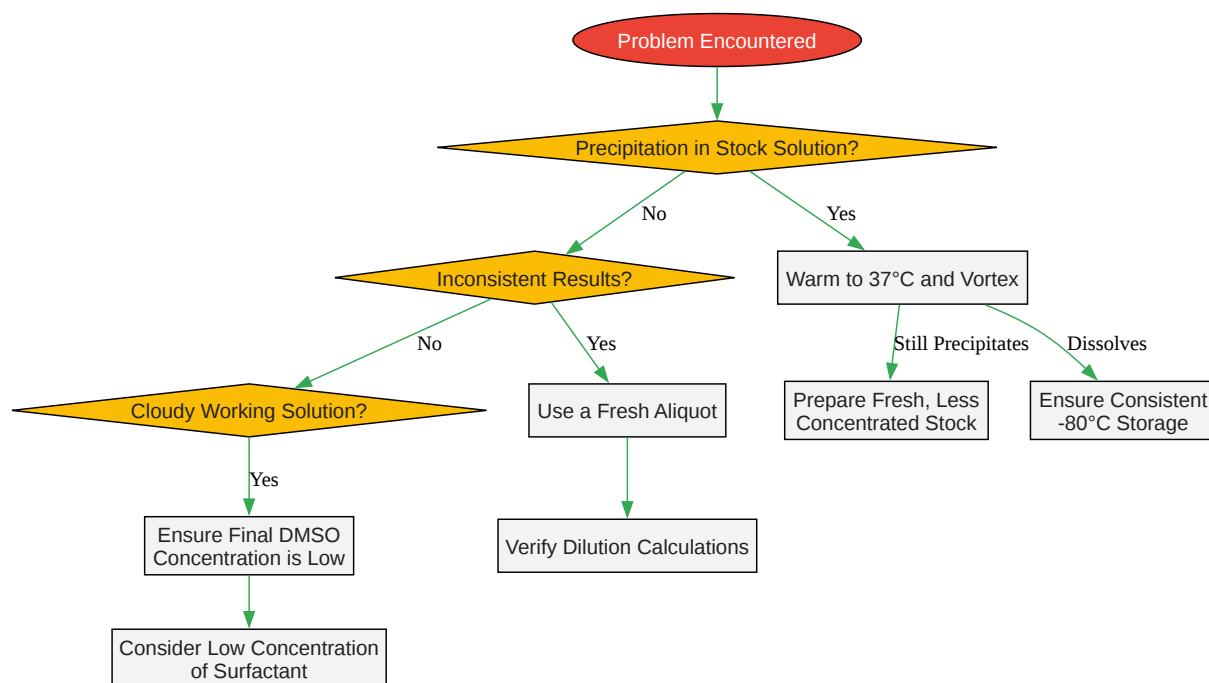 Problem Encountered
Precipitation in Stock Solution?
No
Yes
Inconsistent Results?
Warm to 37°C and Vortex
No
Yes
Still Precipitates
Dissolves
Cloudy Working Solution?
Use a Fresh Aliquot
Prepare Fresh, Less
Concentrated Stock
Ensure Consistent
-80°C Storage
Yes
Ensure Final DMSO
Concentration is Low
Verify Dilution Calculations
Consider Low Concentration
of Surfactant